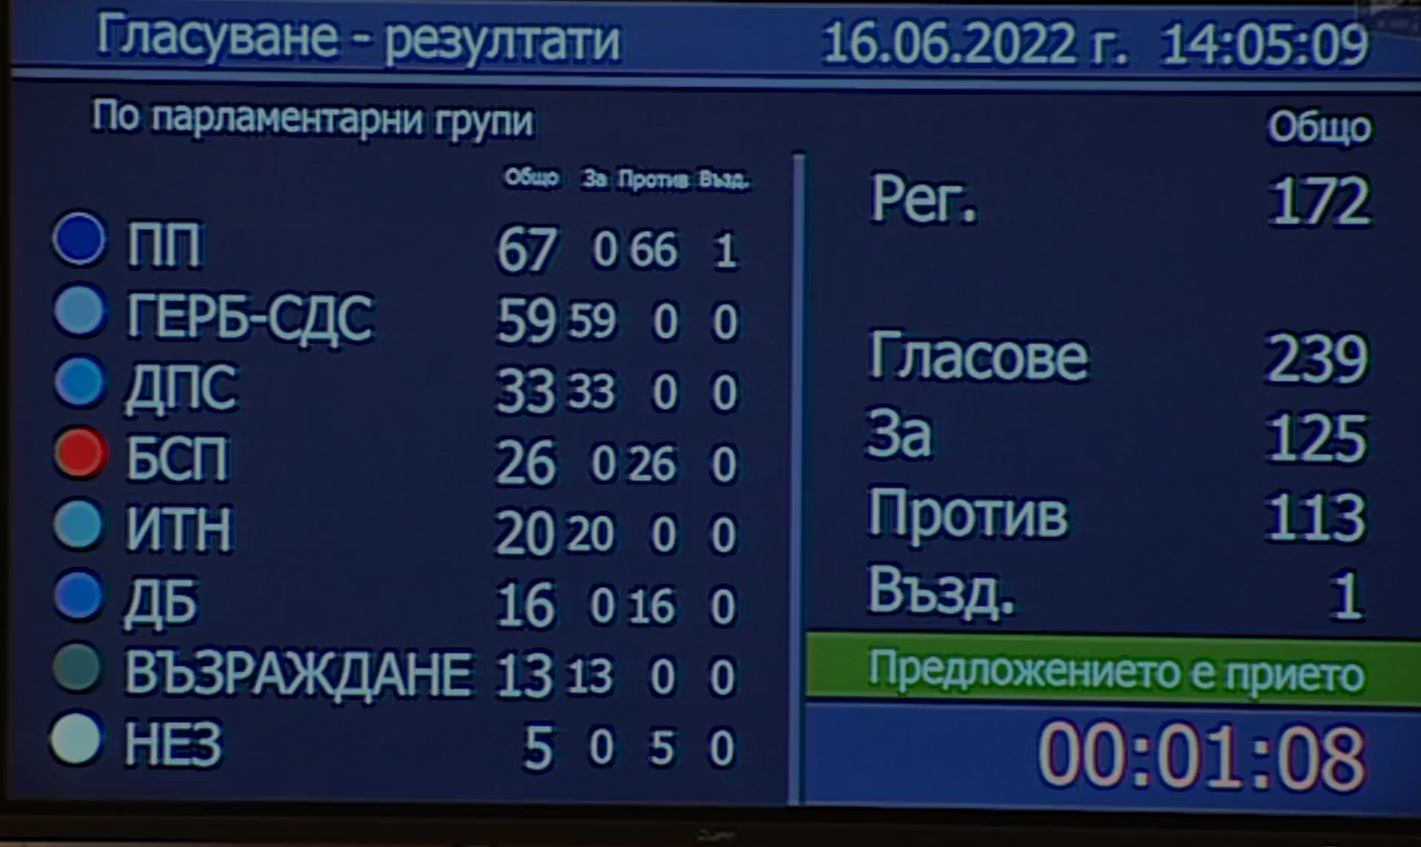 Гласуване - резултати 16.06.2022 г. 14:05:09
По парламентарни групи
Общо За Против Възд.
ПП 67 0 66 1
ГЕРБ-СДС 59 59 0 0
ДПС 33 33 0 0
БСП 26 0 26 0
ИТН 20 20 0 0
ДБ 16 0 16 0
ВЪЗРАЖДАНЕ 13 13 0 0
НЕЗ 5 0 5 0
Общо
Рег. 172
Гласове 239
За 125
Против 113
Възд. 1
Предложението е прието
00:01:08